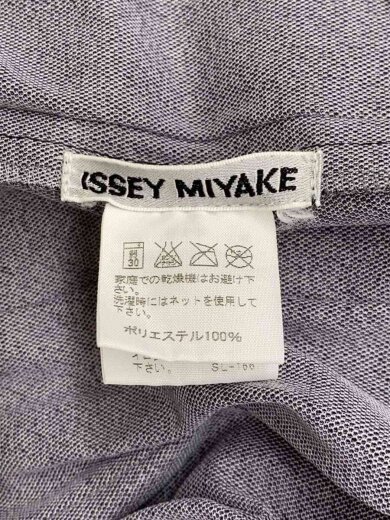 ISSEY MIYAKE
弱
30
家庭での乾燥機はお避け
下さい。
洗濯時にはネットを使用して
下さい。
ポリエステル100%
下さい。